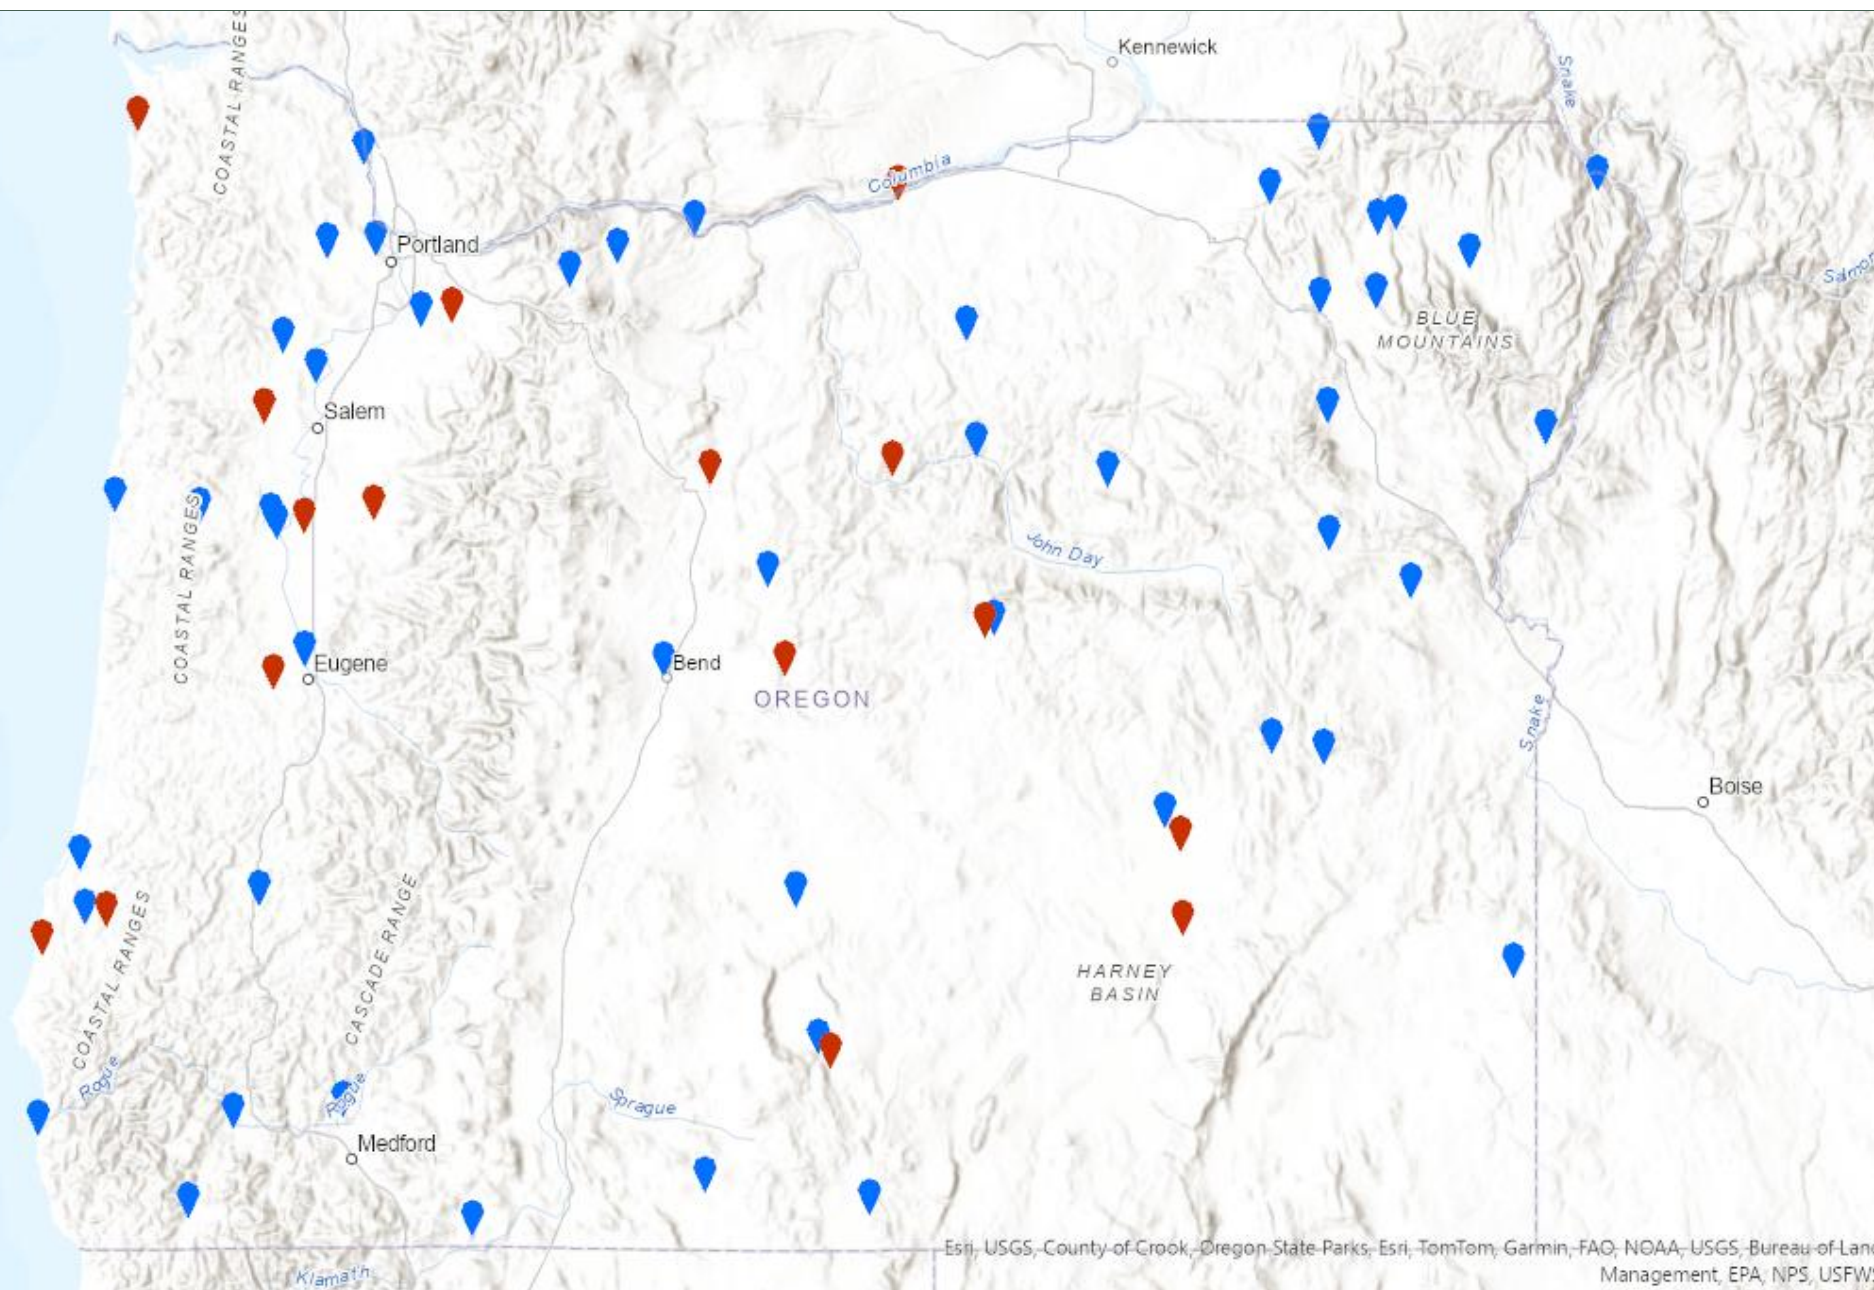 COASTAL RANGES
Kennewick
Snake
Columbia
Portland
Salmon
BLUE
MOUNTAINS
Salem
COASTAL RANGES
John Day
Eugene
Bend
OREGON
Snake
Boise
COASTAL RANGES
CASCADE RANGE
HARNEY
BASIN
Rogue
Rogue
Sprague
Medford
Esri, USGS, County of Crook, Oregon State Parks, Esri, TomTom, Garmin, FAO, NOAA, USGS, Bureau of Land
Management, EPA, NPS, USFWS
Klamath